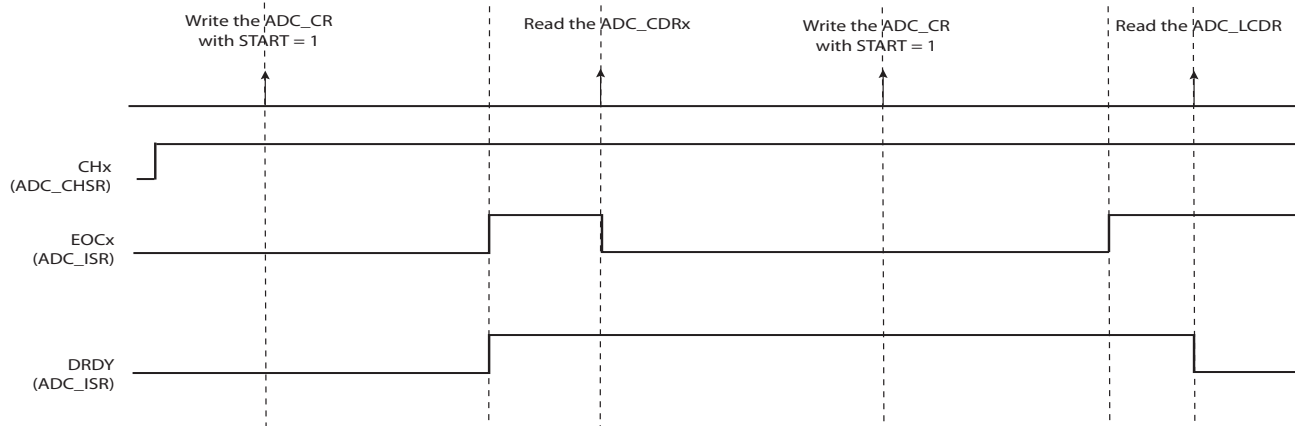 Write the ADC_CR
with START = 1
Read the ADC_CDRx
Write the ADC_CR
with START = 1
Read the ADC_LCDR
CHx
(ADC_CHSR)
EOCx
(ADC_ISR)
DRDY
(ADC_ISR)